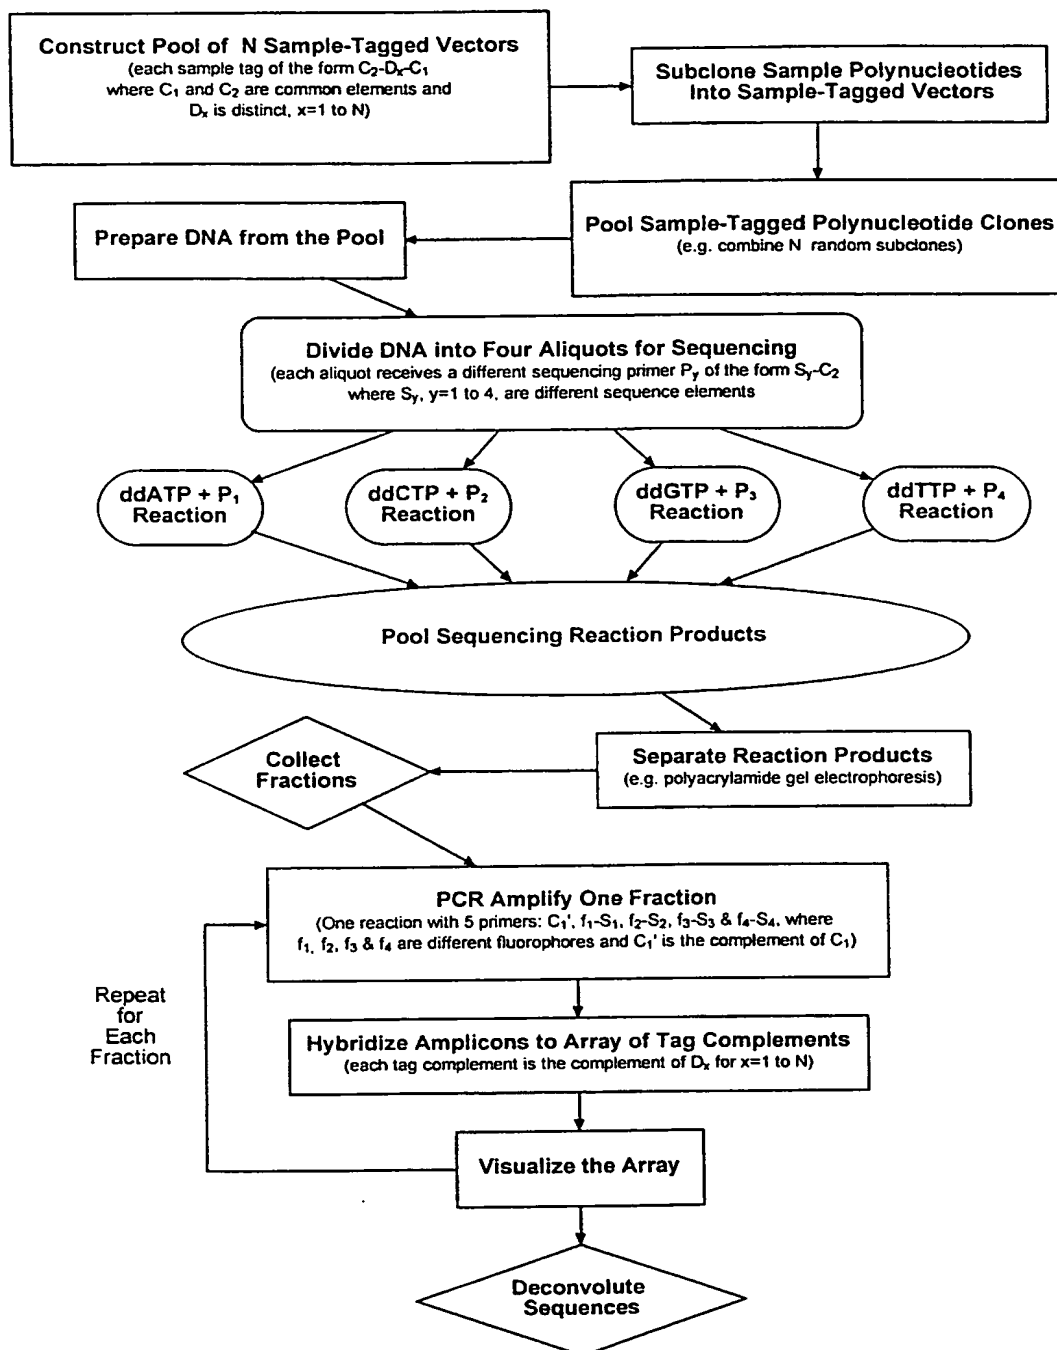 Construct Pool of N Sample-Tagged Vectors
(each sample tag of the form C₂-Dₓ-C₁
where C₁ and C₂ are common elements and
Dₓ is distinct, x=1 to N)
Subclone Sample Polynucleotides
Into Sample-Tagged Vectors
Pool Sample-Tagged Polynucleotide Clones
(e.g. combine N random subclones)
Prepare DNA from the Pool
Divide DNA into Four Aliquots for Sequencing
(each aliquot receives a different sequencing primer Pᵧ of the form Sᵧ-C₂
where Sᵧ, y=1 to 4, are different sequence elements
ddATP + P₁
Reaction
ddCTP + P₂
Reaction
ddGTP + P₃
Reaction
ddTTP + P₄
Reaction
Pool Sequencing Reaction Products
Separate Reaction Products
(e.g. polyacrylamide gel electrophoresis)
Collect
Fractions
PCR Amplify One Fraction
(One reaction with 5 primers: C₁', f₁-S₁, f₂-S₂, f₃-S₃ & f₄-S₄, where
f₁, f₂, f₃ & f₄ are different fluorophores and C₁' is the complement of C₁)
Repeat
for
Each
Fraction
Hybridize Amplicons to Array of Tag Complements
(each tag complement is the complement of Dₓ for x=1 to N)
Visualize the Array
Deconvolute
Sequences